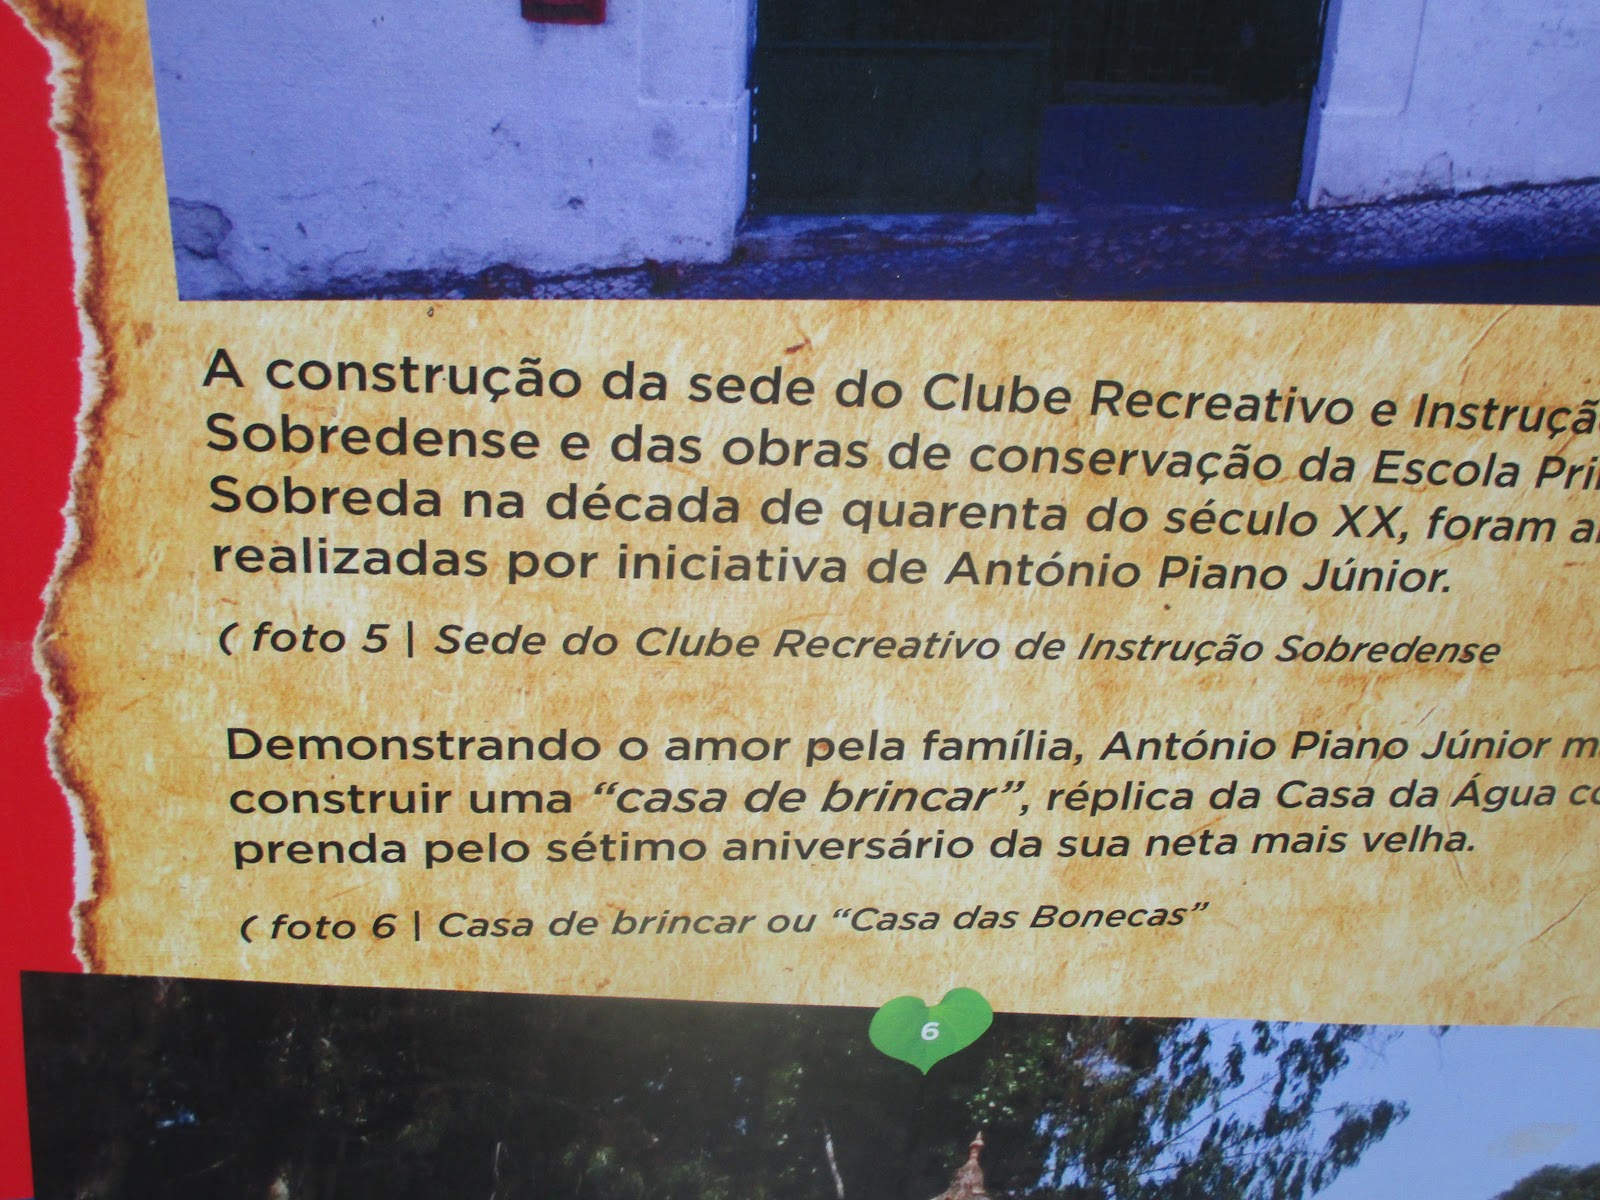 A construção da sede do Clube Recreativo e
Sobredense e das obras de conservação da Escola
Sobreda na década de quarenta do século XX, foram
realizadas por iniciativa de António Piano Júnior.
( foto 5 | Sede do Clube Recreativo de Instrução Sobredense
Demonstrando o amor pela família, António Piano Júnior
construir uma “casa de brincar”, réplica da Casa da Água
prenda pelo sétimo aniversário da sua neta mais velha.
( foto 6 | Casa de brincar ou “Casa das Bonecas”
6